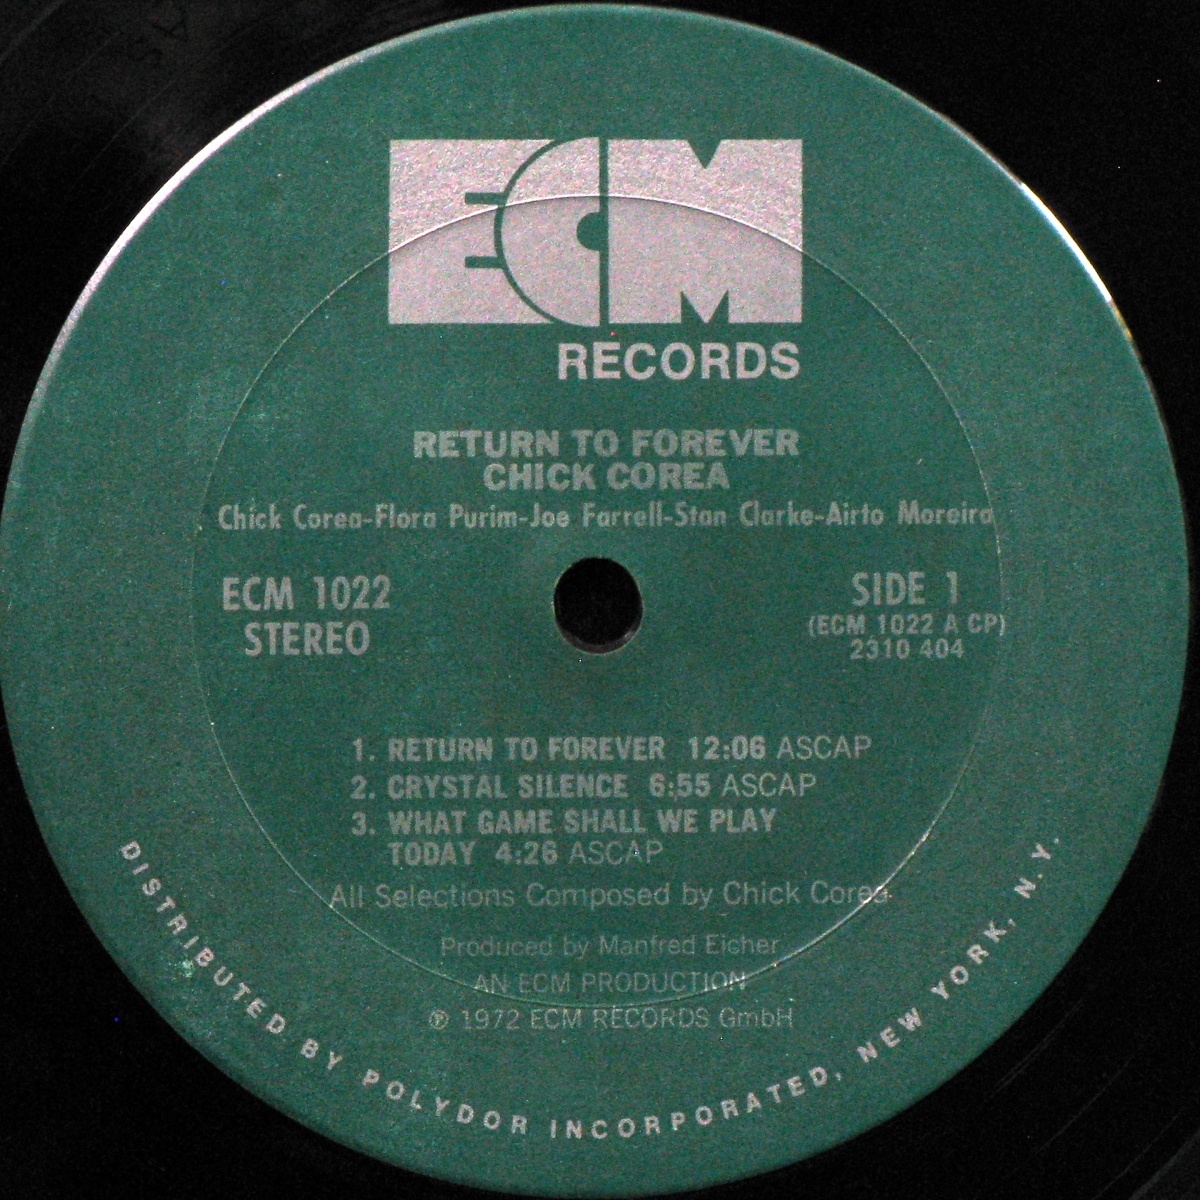 ECM
RECORDS
RETURN TO FOREVER
CHICK COREA
Chick Corea-Flora Purim-Joe Farrell-Stan Clarke-Airto Moreira
ECM 1022
STEREO
SIDE 1
(ECM 1022 A CP)
2310 404
1. RETURN TO FOREVER 12:06 ASCAP
2. CRYSTAL SILENCE 6:55 ASCAP
3. WHAT GAME SHALL WE PLAY
TODAY 4:26 ASCAP
All Selections Composed by Chick Corea
Produced by Manfred Eicher
AN ECM PRODUCTION
℗ 1972 ECM RECORDS GmbH
DISTRIBUTED BY POLYDOR INCORPORATED, NEW YORK, N.Y.